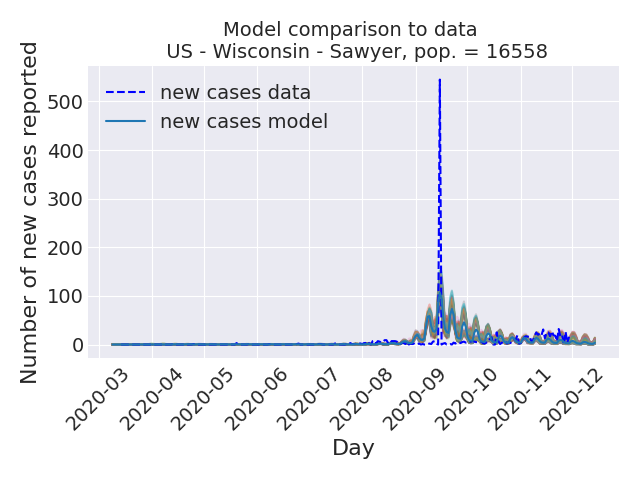 Model comparison to data
US - Wisconsin - Sawyer, pop. = 16558
new cases data
new cases model
Number of new cases reported
500
400
300
200
100
0
2020-03
2020-04
2020-05
2020-06
2020-07
2020-08
2020-09
2020-10
2020-11
2020-12
Day